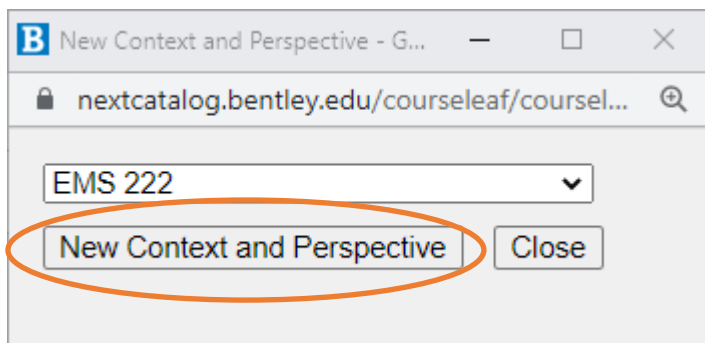 B New Context and Perspective - G...
nextcatalog.bentley.edu/courseleaf/coursel...
EMS 222
New Context and Perspective Close